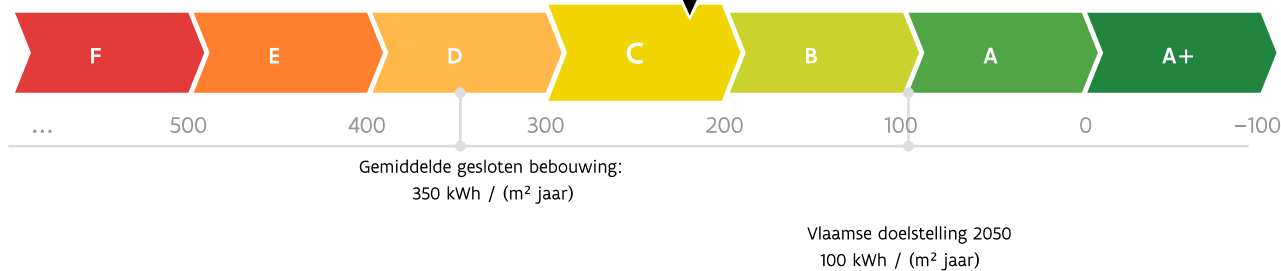 F E D C B A A+
... 500 400 300 200 100 0 –100
Gemiddelde gesloten bebouwing:
350 kWh / (m² jaar)
Vlaamse doelstelling 2050
100 kWh / (m² jaar)